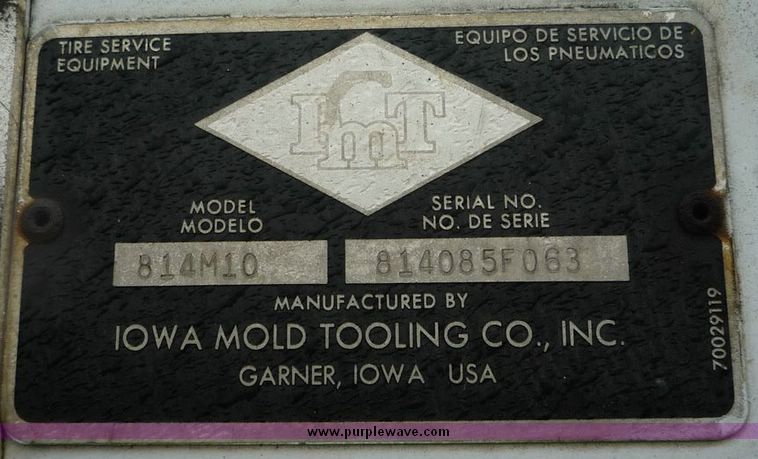 TIRE SERVICE
EQUIPMENT
EQUIPO DE SERVICIO DE
LOS PNEUMATICOS
ImT
MODEL
MODELO
SERIAL NO.
NO. DE SERIE
814M10
814085F063
MANUFACTURED BY
IOWA MOLD TOOLING CO., INC.
GARNER, IOWA USA
70029119
www.purplewave.com